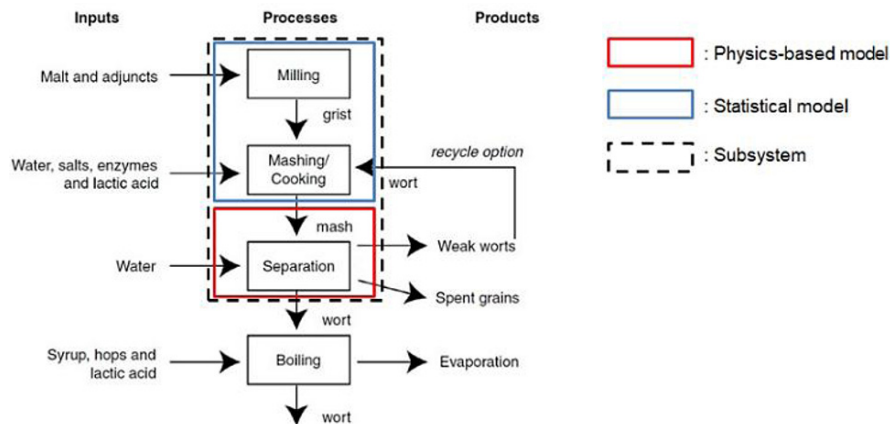 Inputs
Processes
Products
: Physics-based model
: Statistical model
: Subsystem
Malt and adjuncts
Milling
grist
Water, salts, enzymes
and lactic acid
Mashing/
Cooking
recycle option
wort
mash
Water
Separation
Weak worts
Spent grains
wort
Syrup, hops and
lactic acid
Boiling
Evaporation
wort